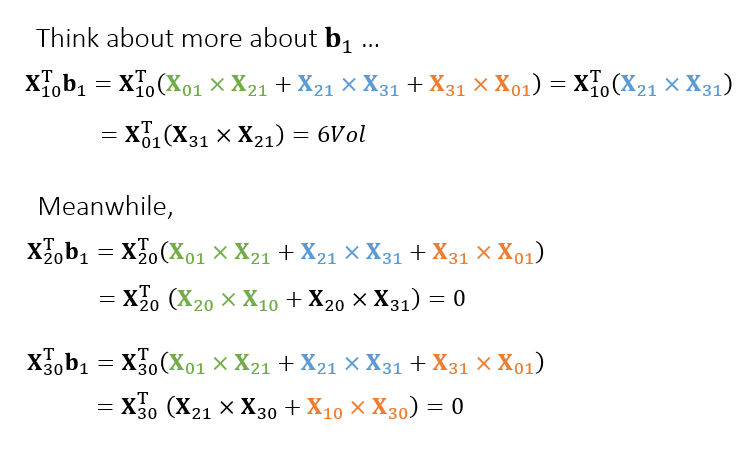 Think about more about 𝐛₁ …
𝐗₁₀ᵀ𝐛₁ = 𝐗₁₀ᵀ(𝐗₀₁ × 𝐗₂₁ + 𝐗₂₁ × 𝐗₃₁ + 𝐗₃₁ × 𝐗₀₁) = 𝐗₁₀ᵀ(𝐗₂₁ × 𝐗₃₁)
= 𝐗₀₁ᵀ(𝐗₃₁ × 𝐗₂₁) = 6Vol
Meanwhile,
𝐗₂₀ᵀ𝐛₁ = 𝐗₂₀ᵀ(𝐗₀₁ × 𝐗₂₁ + 𝐗₂₁ × 𝐗₃₁ + 𝐗₃₁ × 𝐗₀₁)
= 𝐗₂₀ᵀ (𝐗₂₀ × 𝐗₁₀ + 𝐗₂₀ × 𝐗₃₁) = 0
𝐗₃₀ᵀ𝐛₁ = 𝐗₃₀ᵀ(𝐗₀₁ × 𝐗₂₁ + 𝐗₂₁ × 𝐗₃₁ + 𝐗₃₁ × 𝐗₀₁)
= 𝐗₃₀ᵀ (𝐗₂₁ × 𝐗₃₀ + 𝐗₁₀ × 𝐗₃₀) = 0